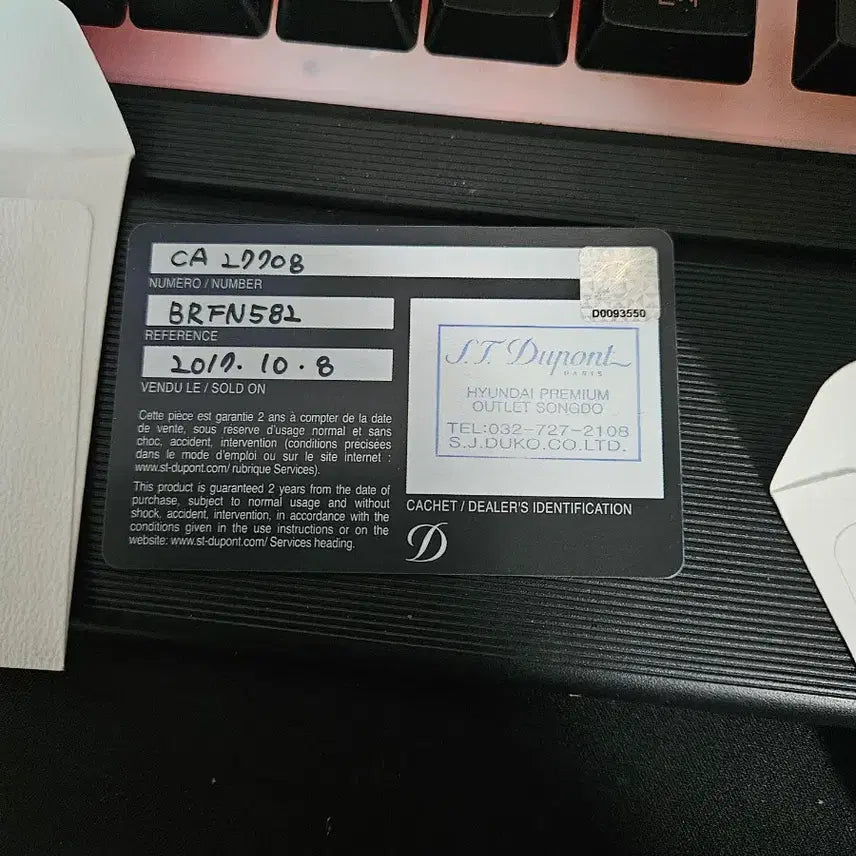 CA 27708
NUMÉRO / NUMBER
BRFN582
REFERENCE
2017. 10. 8
VENDU LE / SOLD ON
Cette pièce est garantie 2 ans à compter de la date
de vente, sous réserve d'usage normal et sans
choc, accident, intervention (conditions précisées
dans le mode d'emploi ou sur le site internet :
www.st-dupont.com/ rubrique Services).
This product is guaranteed 2 years from the date of
purchase, subject to normal usage and without
shock, accident, intervention, in accordance with the
conditions given in the use instructions or on the
website: www.st-dupont.com/ Services heading.
D0093550
S.T. Dupont
PARIS
HYUNDAI PREMIUM
OUTLET SONGDO
TEL:032-727-2108
S.J.DUKO.CO.LTD.
CACHET / DEALER'S IDENTIFICATION
D